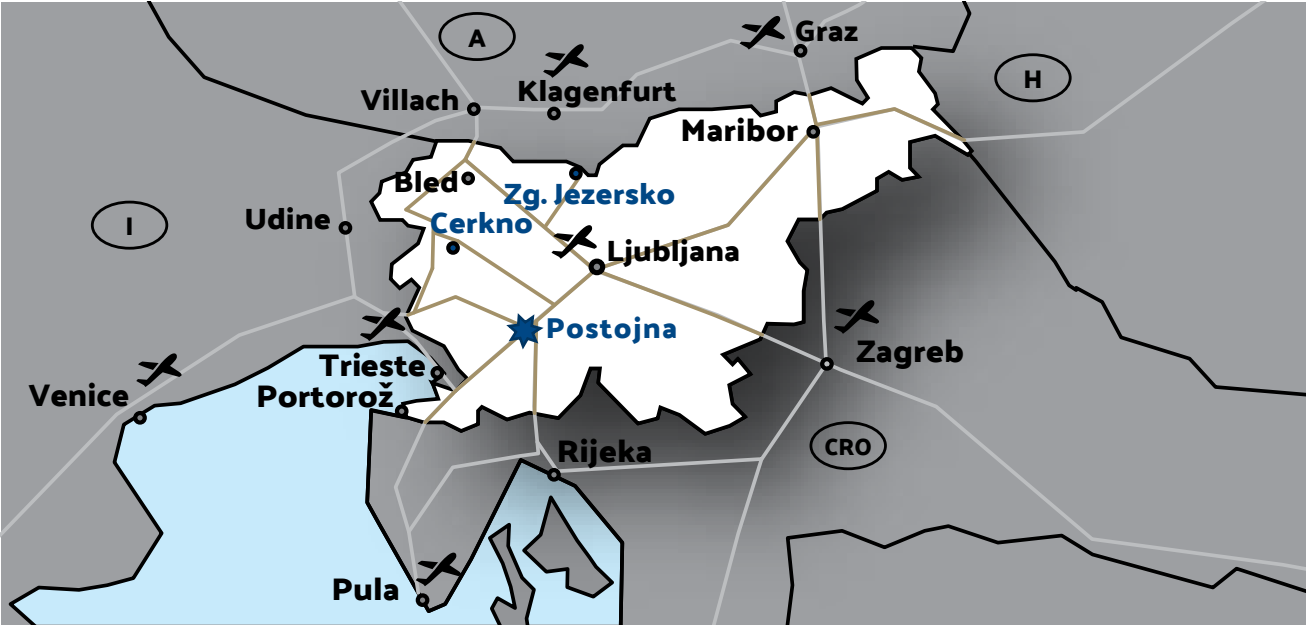 A
Graz
H
Klagenfurt
Villach
Maribor
Bled
Zg. Jezersko
I
Udine
Cerkno
Ljubljana
Postojna
Zagreb
Trieste
Venice
Portorož
CRO
Rijeka
Pula